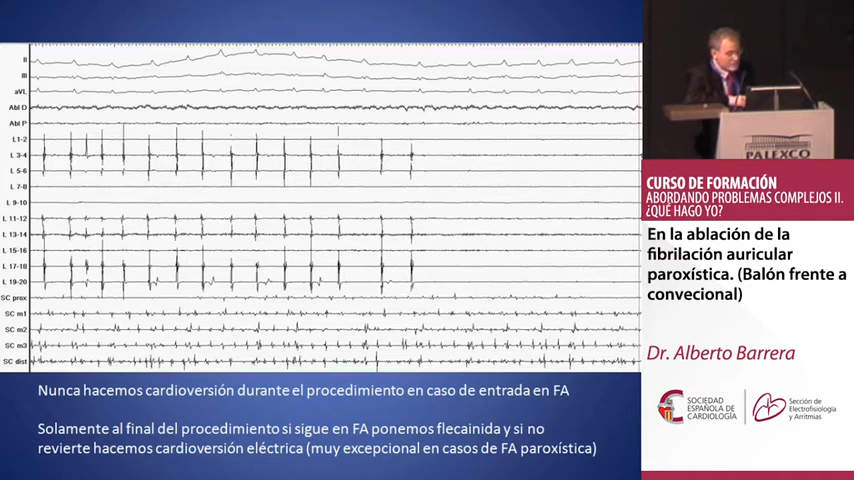 II
III
aVL
Abl D
Abl P
L1-2
L 3-4
L 5-6
L 7-8
L 9-10
L 11-12
L 13-14
L 15-16
L 17-18
L 19-20
SC prox
SC m1
SC m2
SC m3
SC dist
Nunca hacemos cardioversión durante el procedimiento en caso de entrada en FA
Solamente al final del procedimiento si sigue en FA ponemos flecainida y si no
revierte hacemos cardioversión eléctrica (muy excepcional en casos de FA paroxística)
PALEXCO
CURSO DE FORMACIÓN
ABORDANDO PROBLEMAS COMPLEJOS II.
¿QUÉ HAGO YO?
En la ablación de la
fibrilación auricular
paroxística. (Balón frente a
convecional)
Dr. Alberto Barrera
SOCIEDAD
ESPAÑOLA DE
CARDIOLOGÍA
Sección de
Electrofisiología
y Arritmias